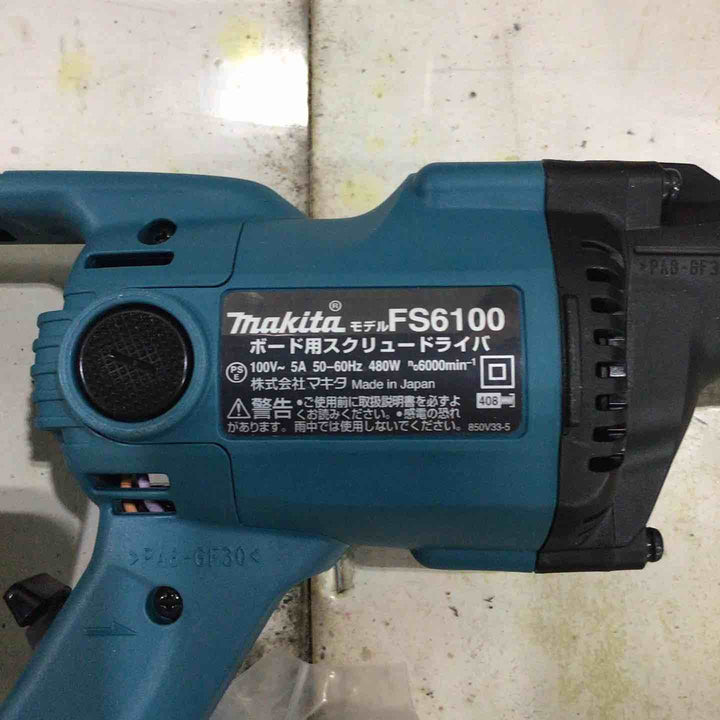 makita® モデル FS6100
ボード用スクリュードライバ
PS E 100V~ 5A 50-60Hz 480W n₀6000min⁻¹
株式会社マキタ Made in Japan
408
警告 •ご使用前に取扱説明書を必ずよ
くお読みください。•感電の恐れ
があります。雨中では使用しないでください。 850V33-5
>PA6-GF30<
>PA6-GF3